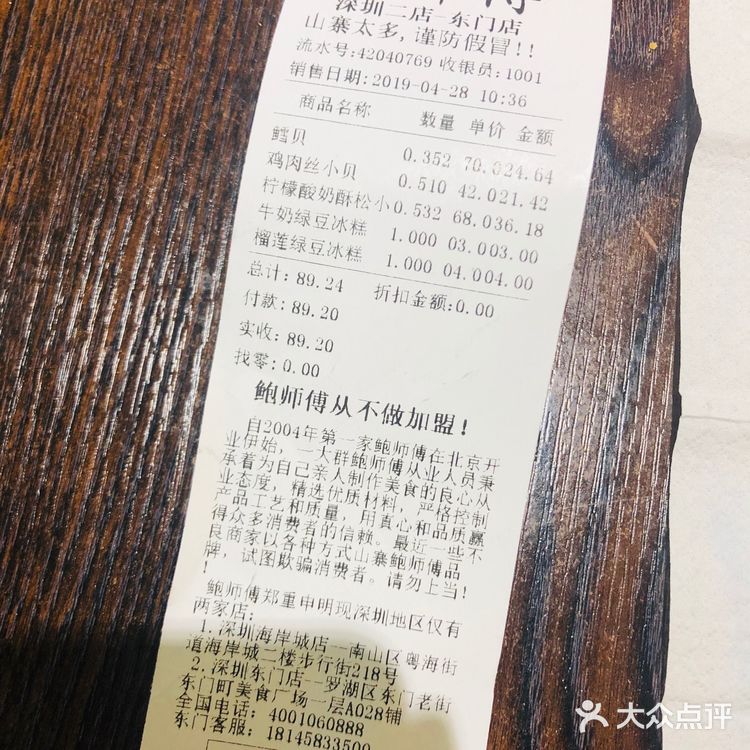 深圳二店-东门店
山寨太多,谨防假冒!!
流水号:42040769 收银员:1001
销售日期:2019-04-28 10:36
商品名称 数量 单价 金额
鳕贝 0.352 70.024.64
鸡肉丝小贝 0.510 42.021.42
柠檬酸奶酥松小0.532 68.036.18
牛奶绿豆冰糕 1.000 03.003.00
榴莲绿豆冰糕 1.000 04.004.00
总计:89.24 折扣金额:0.00
付款:89.20
实收:89.20
找零:0.00
鲍师傅从不做加盟!
自2004年第一家鲍师傅在北京开
业伊始,一大群鲍师傅从业人员秉
承着为自己亲人制作美食的良心从
业态度,精选优质材料,严格控制
产品工艺和质量,用真心和品质赢
得众多消费者的信赖。最近一些不
良商家以各种方式山寨鲍师傅品
牌,试图欺骗消费者。请勿上当!
!
鲍师傅郑重申明现深圳地区仅有
两家店:
1.深圳海岸城店——南山区粤海街
道海岸城二楼步行街218号
2.深圳东门店——罗湖区东门老街
东门町美食广场一层A028铺
全国电话:4001060888
东门客服:18145833500
大众点评